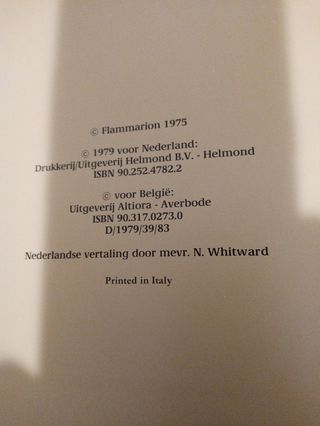 © Flammarion 1975
© 1979 voor Nederland:
Drukkerij/Uitgeverij Helmond B.V. - Helmond
ISBN 90.252.4782.2
© voor België:
Uitgeverij Altiora - Averbode
ISBN 90.317.0273.0
D/1979/39/83
Nederlandse vertaling door mevr. N. Whitward
Printed in Italy